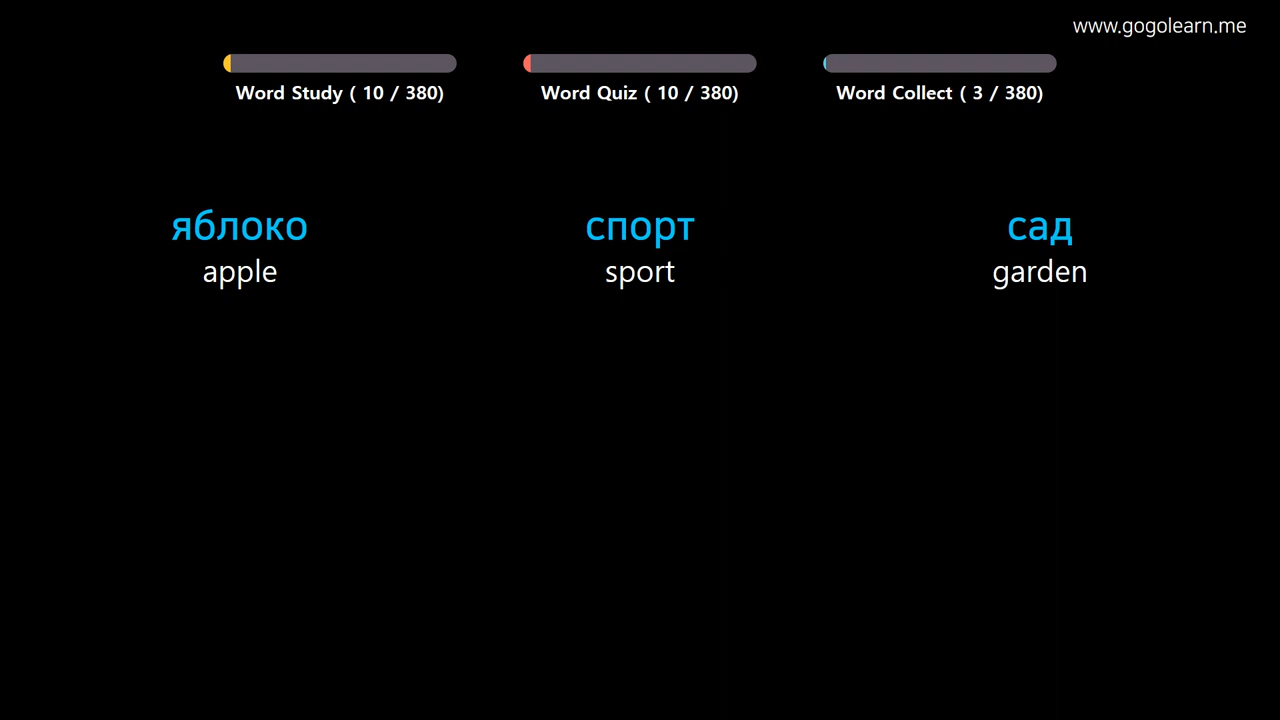 www.gogolearn.me
Word Study ( 10 / 380)
Word Quiz ( 10 / 380)
Word Collect ( 3 / 380)
яблоко
apple
спорт
sport
сад
garden